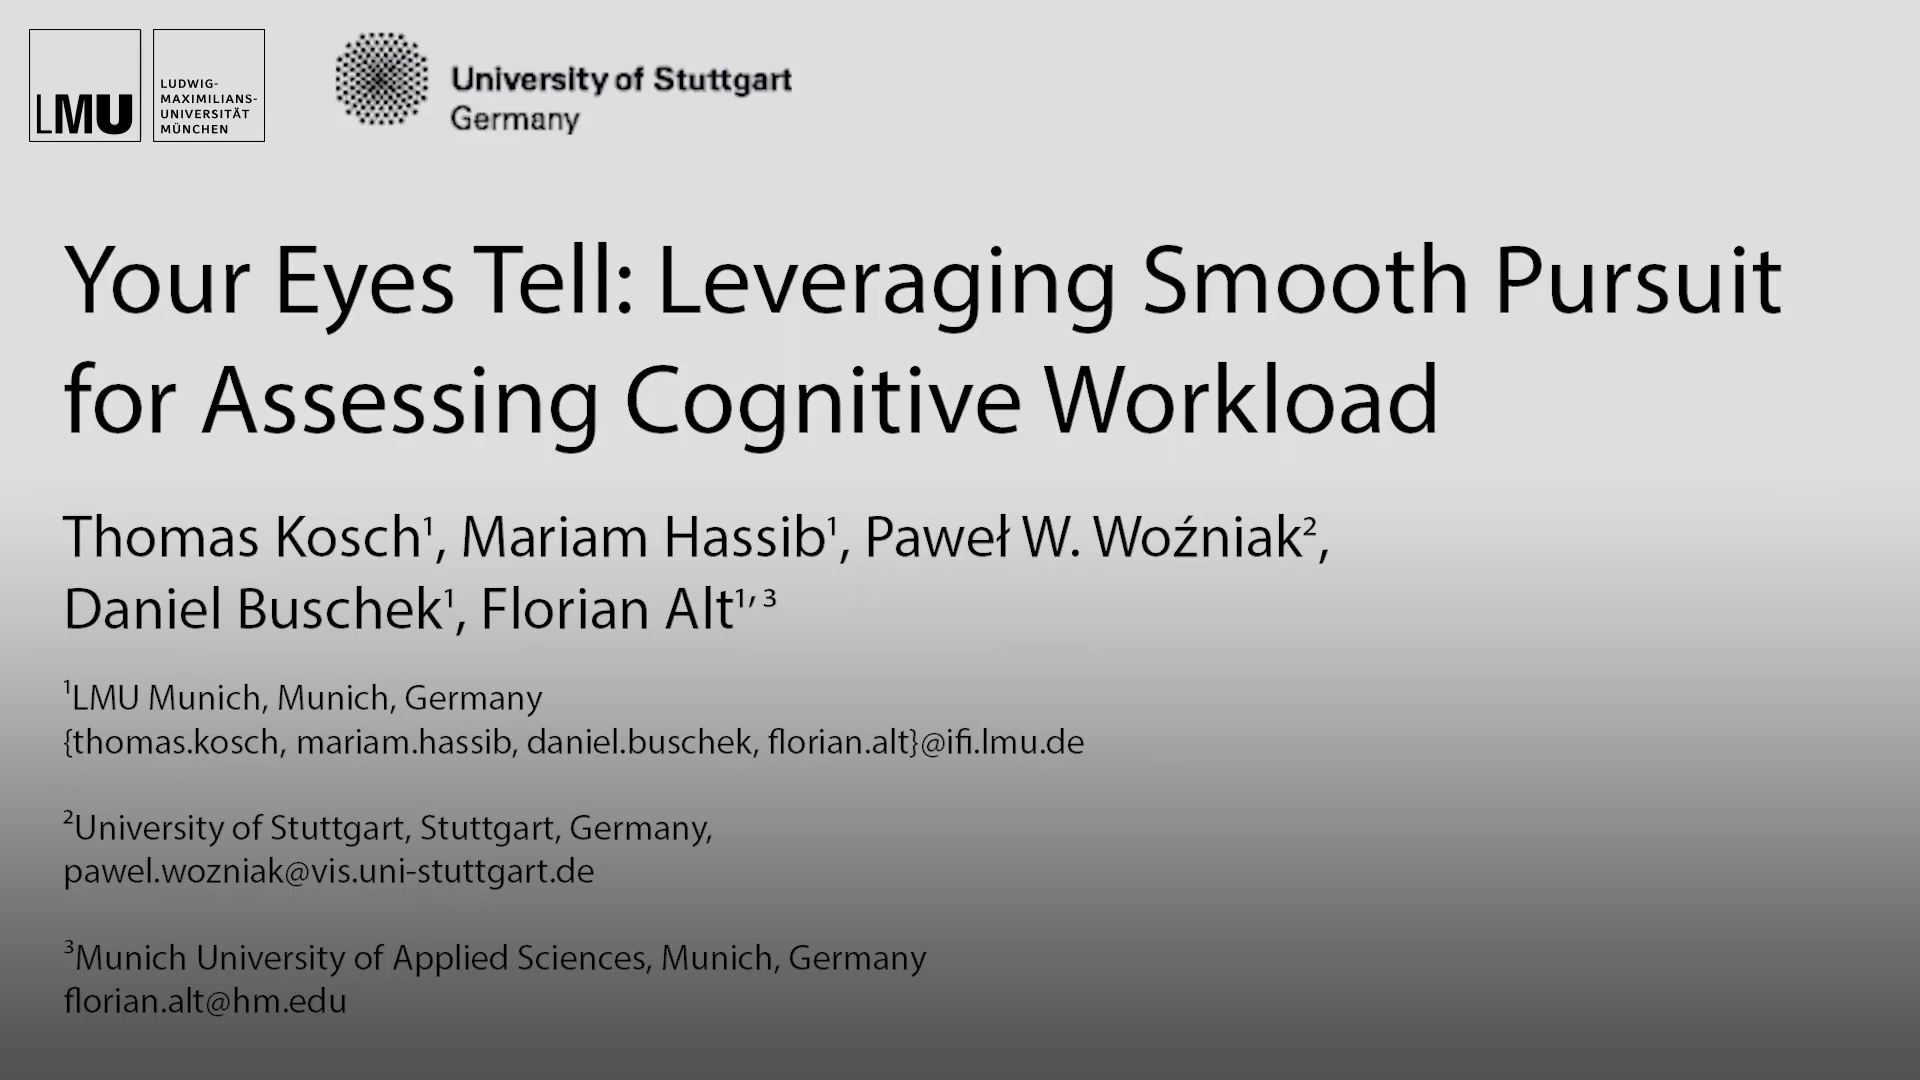 LMU
LUDWIG-
MAXIMILIANS-
UNIVERSITÄT
MÜNCHEN
University of Stuttgart
Germany
Your Eyes Tell: Leveraging Smooth Pursuit
for Assessing Cognitive Workload
Thomas Kosch¹, Mariam Hassib¹, Paweł W. Woźniak²,
Daniel Buschek¹, Florian Alt¹’ ³
¹LMU Munich, Munich, Germany
{thomas.kosch, mariam.hassib, daniel.buschek, florian.alt}@ifi.lmu.de
²University of Stuttgart, Stuttgart, Germany,
pawel.wozniak@vis.uni-stuttgart.de
³Munich University of Applied Sciences, Munich, Germany
florian.alt@hm.edu